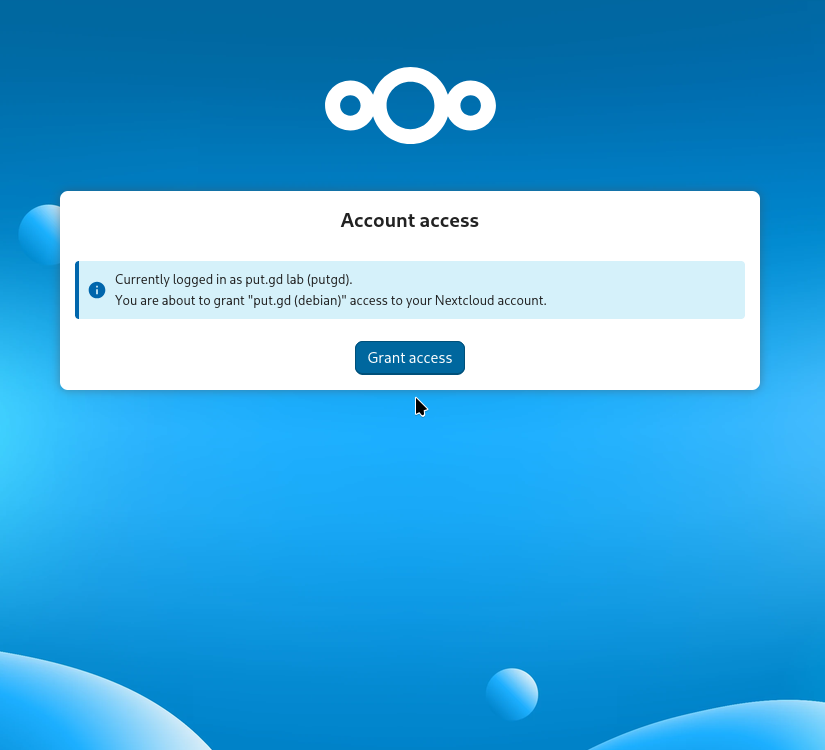 Account access
Currently logged in as put.gd lab (putgd).
You are about to grant "put.gd (debian)" access to your Nextcloud account.
Grant access